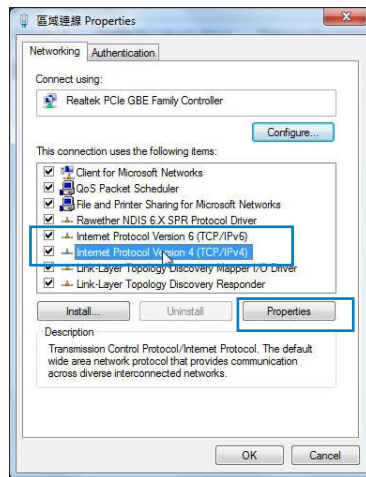 區域連線 Properties
Networking
Authentication
Connect using:
Realtek PCIe GBE Family Controller
Configure...
This connection uses the following items:
Client for Microsoft Networks
QoS Packet Scheduler
File and Printer Sharing for Microsoft Networks
Rawether NDIS 6.X SPR Protocol Driver
Internet Protocol Version 6 (TCP/IPv6)
Internet Protocol Version 4 (TCP/IPv4)
Link-Layer Topology Discovery Mapper I/O Driver
Link-Layer Topology Discovery Responder
Install...
Uninstall
Properties
Description
Transmission Control Protocol/Internet Protocol. The default
wide area network protocol that provides communication
across diverse interconnected networks.
OK
Cancel